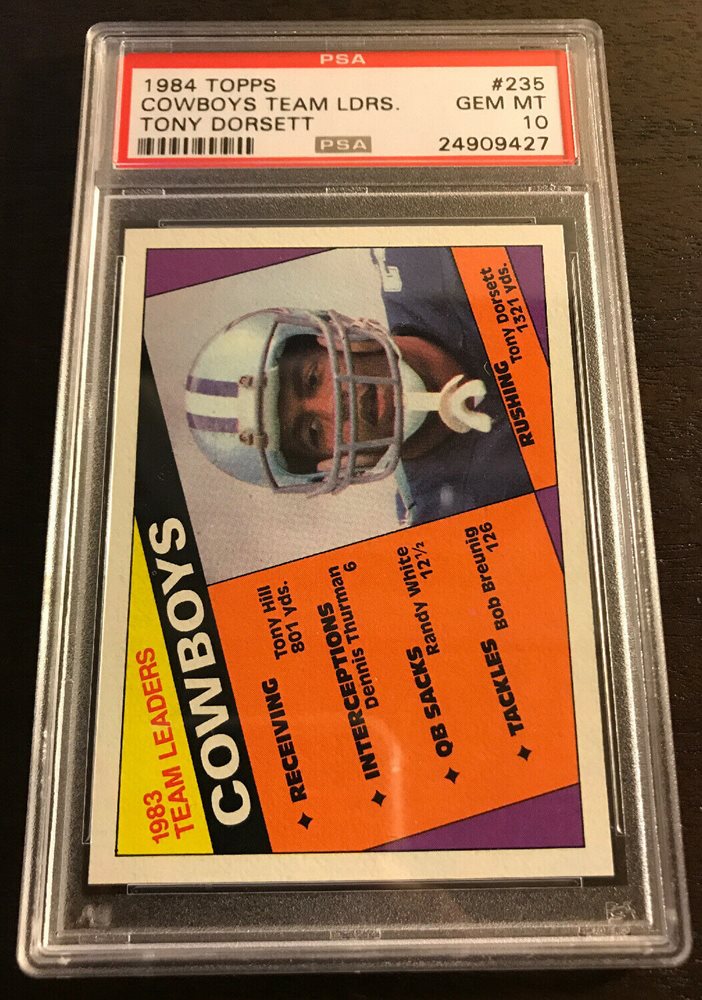 PSA
1984 TOPPS #235
COWBOYS TEAM LDRS. GEM MT
TONY DORSETT 10
PSA 24909427
1983
TEAM LEADERS
COWBOYS
RECEIVING
Tony Hill
801 yds.
INTERCEPTIONS
Dennis Thurman
6
QB SACKS
Randy White
12½
TACKLES
Bob Breunig
126
RUSHING
Tony Dorsett
1321 yds.